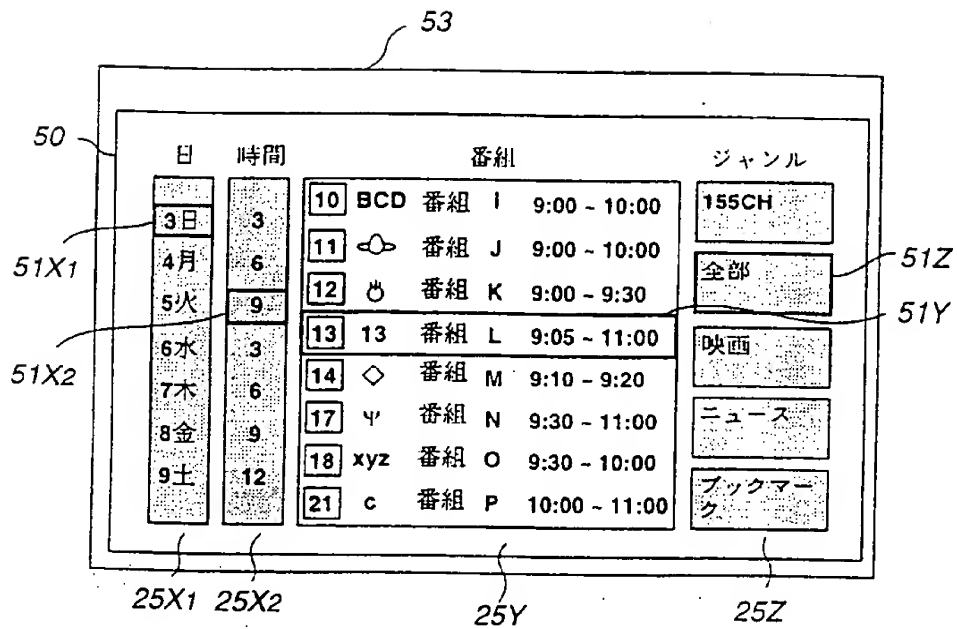 53
50
日 時間 番組 ジャンル
3日
4月
5火
6水
7木
8金
9土
3
6
9
3
6
9
12
10 BCD 番組 I 9:00 ~ 10:00
11 番組 J 9:00 ~ 10:00
12 番組 K 9:00 ~ 9:30
13 13 番組 L 9:05 ~ 11:00
14 番組 M 9:10 ~ 9:20
17 番組 N 9:30 ~ 11:00
18 xyz 番組 O 9:30 ~ 10:00
21 c 番組 P 10:00 ~ 11:00
155CH
全部
映画
ニュース
ブックマー
ク
51X1
51X2
51Z
51Y
25X1 25X2 25Y 25Z